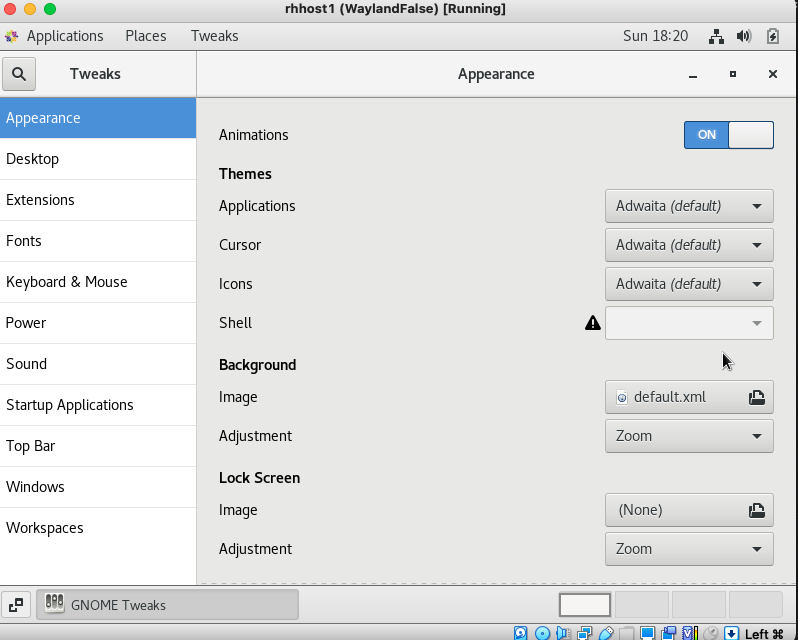 rhhost1 (WaylandFalse) [Running]
Applications Places Tweaks Sun 18:20
Tweaks Appearance
Appearance
Desktop
Extensions
Fonts
Keyboard & Mouse
Power
Sound
Startup Applications
Top Bar
Windows
Workspaces
Animations ON
Themes
Applications Adwaita (default)
Cursor Adwaita (default)
Icons Adwaita (default)
Shell
Background
Image default.xml
Adjustment Zoom
Lock Screen
Image (None)
Adjustment Zoom
GNOME Tweaks
Left ⌘